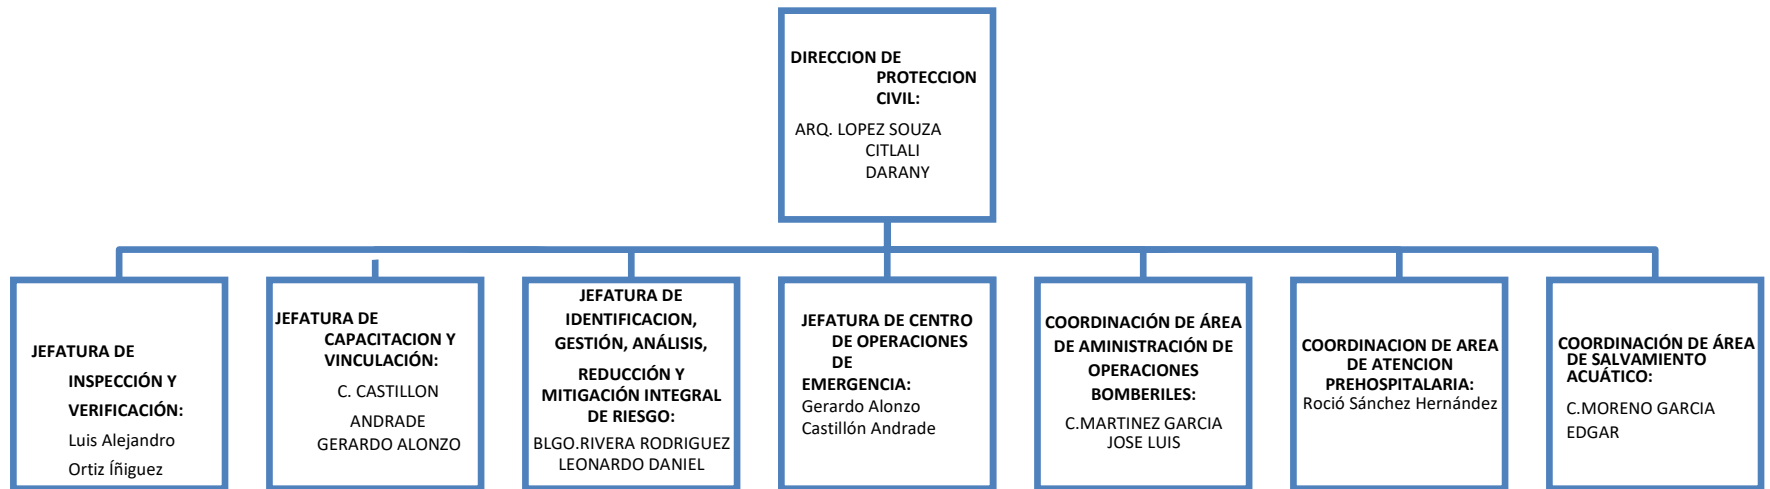 DIRECCION DE
PROTECCION
CIVIL:
ARQ. LOPEZ SOUZA
CITLALI
DARANY
JEFATURA DE
INSPECCIÓN Y
VERIFICACIÓN:
Luis Alejandro
Ortiz Íñiguez
JEFATURA DE
CAPACITACION Y
VINCULACIÓN:
C. CASTILLON
ANDRADE
GERARDO ALONZO
JEFATURA DE
IDENTIFICACION,
GESTIÓN, ANÁLISIS,
REDUCCIÓN Y
MITIGACIÓN INTEGRAL
DE RIESGO:
BLGO.RIVERA RODRIGUEZ
LEONARDO DANIEL
JEFATURA DE CENTRO
DE OPERACIONES
DE
EMERGENCIA:
Gerardo Alonzo
Castillón Andrade
COORDINACIÓN DE ÁREA
DE AMINISTRACIÓN DE
OPERACIONES
BOMBERILES:
C.MARTINEZ GARCIA
JOSE LUIS
COORDINACION DE AREA
DE ATENCION
PREHOSPITALARIA:
Roció Sánchez Hernández
COORDINACIÓN DE ÁREA
DE SALVAMIENTO
ACUÁTICO:
C.MORENO GARCIA
EDGAR